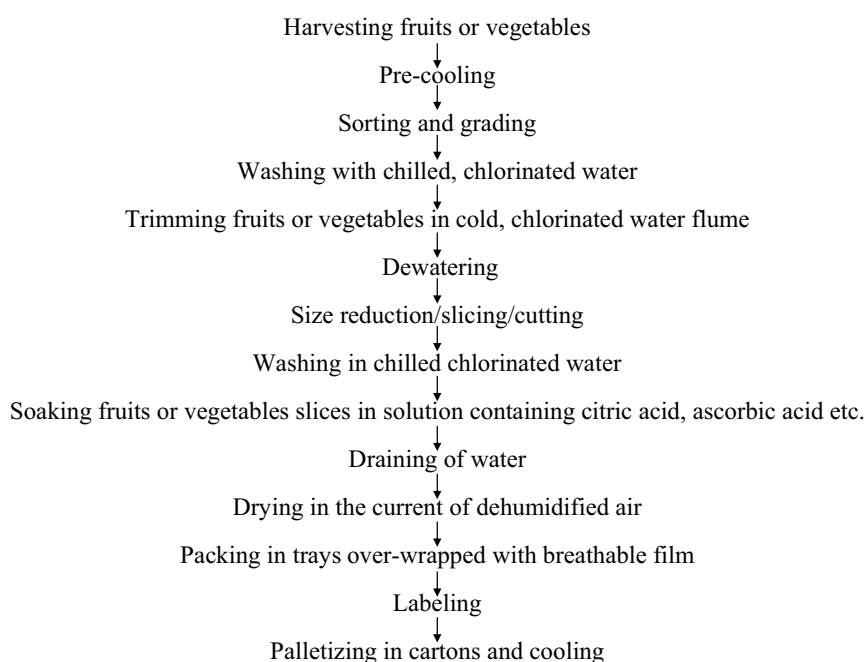 Harvesting fruits or vegetables
Pre-cooling
Sorting and grading
Washing with chilled, chlorinated water
Trimming fruits or vegetables in cold, chlorinated water flume
Dewatering
Size reduction/slicing/cutting
Washing in chilled chlorinated water
Soaking fruits or vegetables slices in solution containing citric acid, ascorbic acid etc.
Draining of water
Drying in the current of dehumidified air
Packing in trays over-wrapped with breathable film
Labeling
Palletizing in cartons and cooling